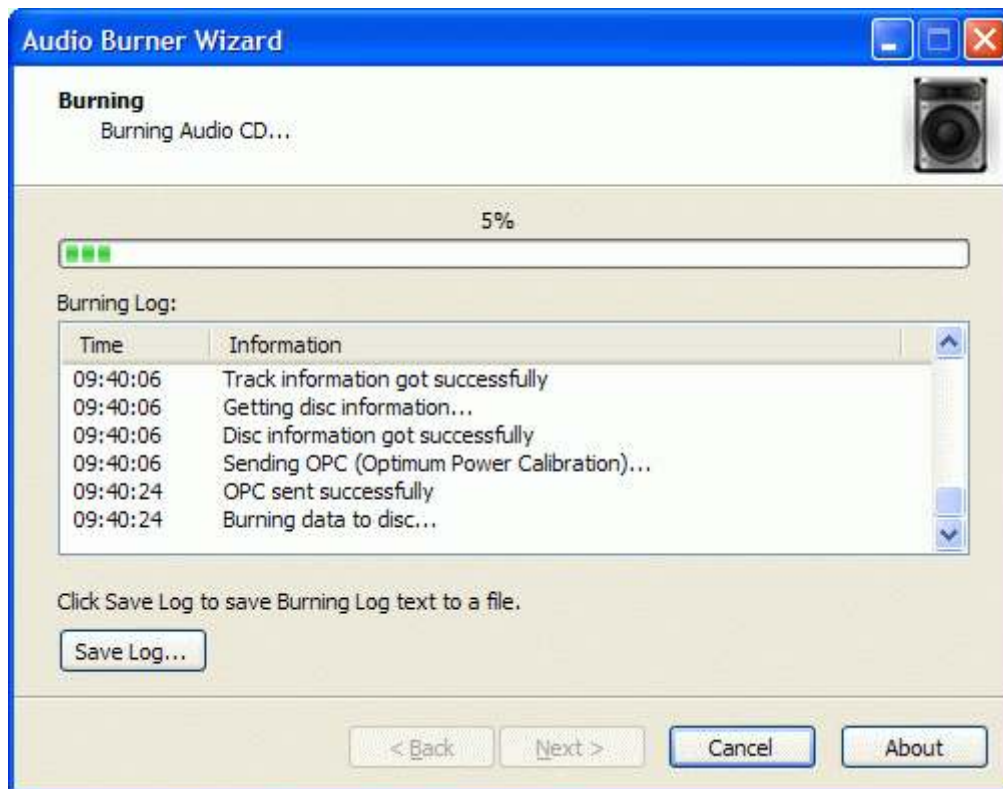 Audio Burner Wizard
Burning
Burning Audio CD...
5%
Burning Log:
Time Information
09:40:06 Track information got successfully
09:40:06 Getting disc information...
09:40:06 Disc information got successfully
09:40:06 Sending OPC (Optimum Power Calibration)...
09:40:24 OPC sent successfully
09:40:24 Burning data to disc...
Click Save Log to save Burning Log text to a file.
Save Log...
< Back Next > Cancel About